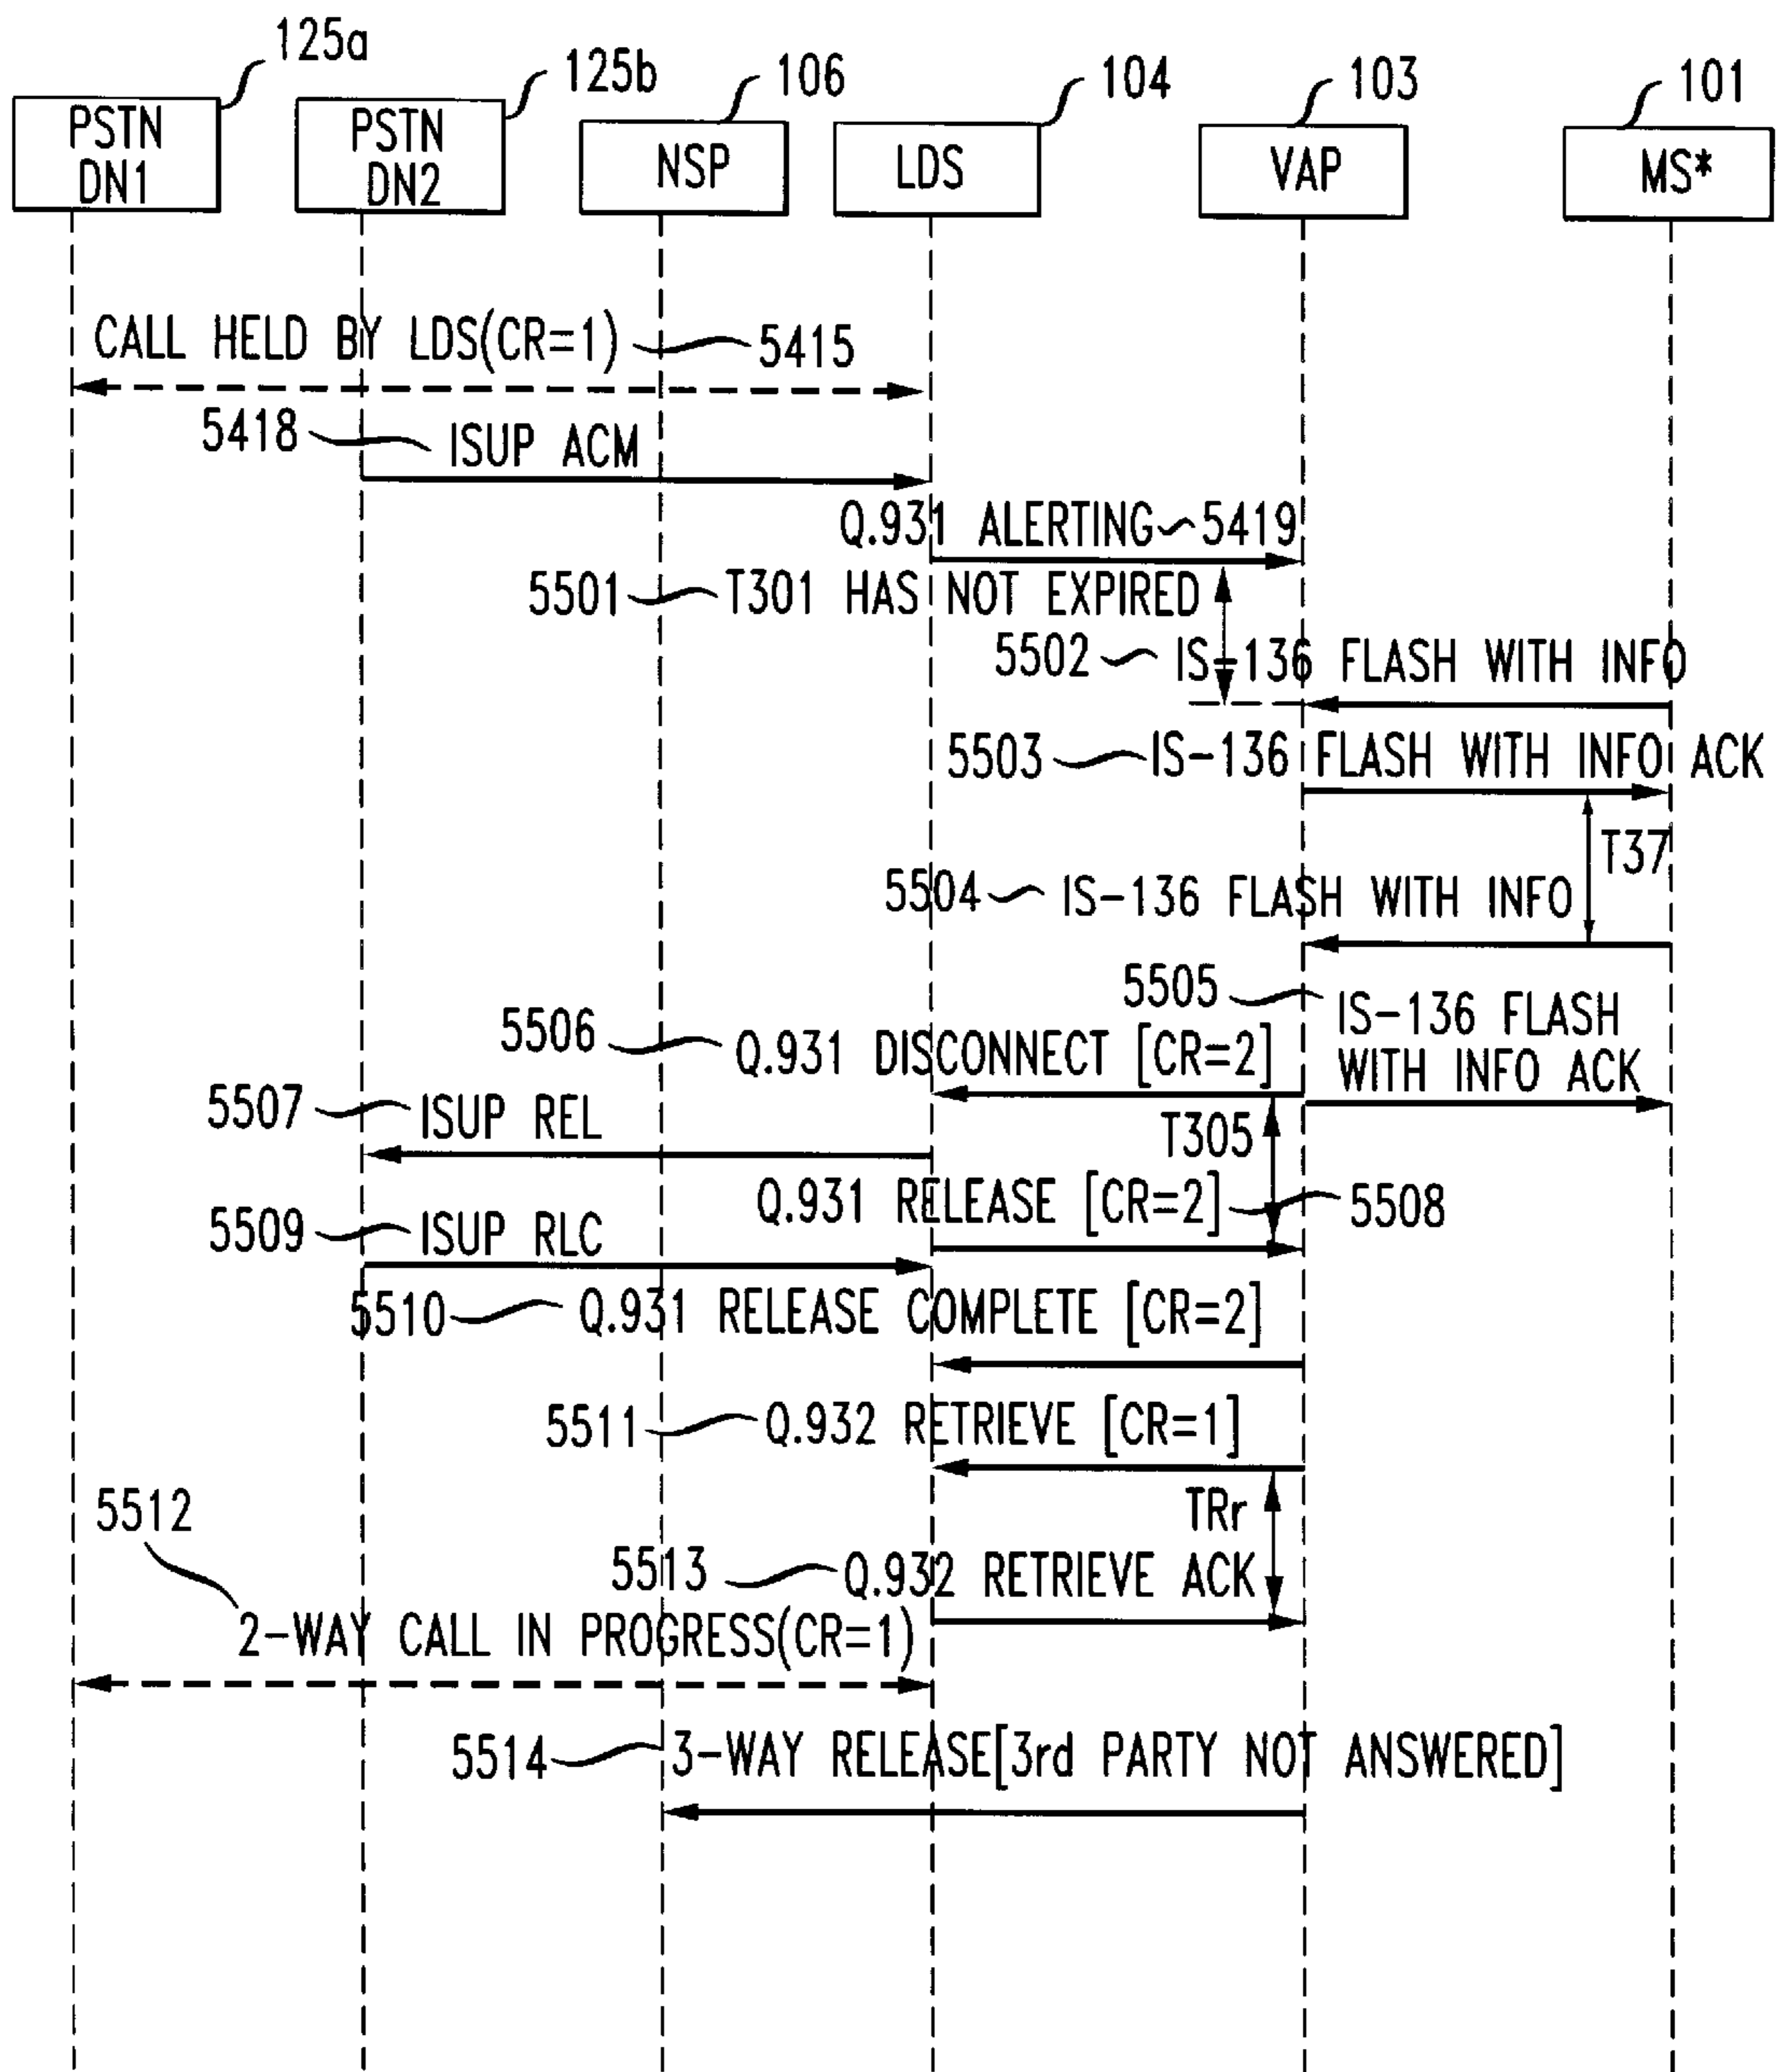 125a
125b
106
104
103
101
PSTN
DN1
PSTN
DN2
NSP
LDS
VAP
MS*
CALL HELD BY LDS(CR=1)
5415
5418
ISUP ACM
Q.931 ALERTING
5419
5501
T301 HAS NOT EXPIRED
5502
IS-136 FLASH WITH INFO
5503
IS-136 FLASH WITH INFO ACK
T37
5504
IS-136 FLASH WITH INFO
5505
IS-136 FLASH
WITH INFO ACK
5506
Q.931 DISCONNECT [CR=2]
5507
ISUP REL
T305
Q.931 RELEASE [CR=2]
5508
5509
ISUP RLC
5510
Q.931 RELEASE COMPLETE [CR=2]
5511
Q.932 RETRIEVE [CR=1]
TRr
5512
5513
Q.932 RETRIEVE ACK
2-WAY CALL IN PROGRESS(CR=1)
5514
3-WAY RELEASE[3rd PARTY NOT ANSWERED]